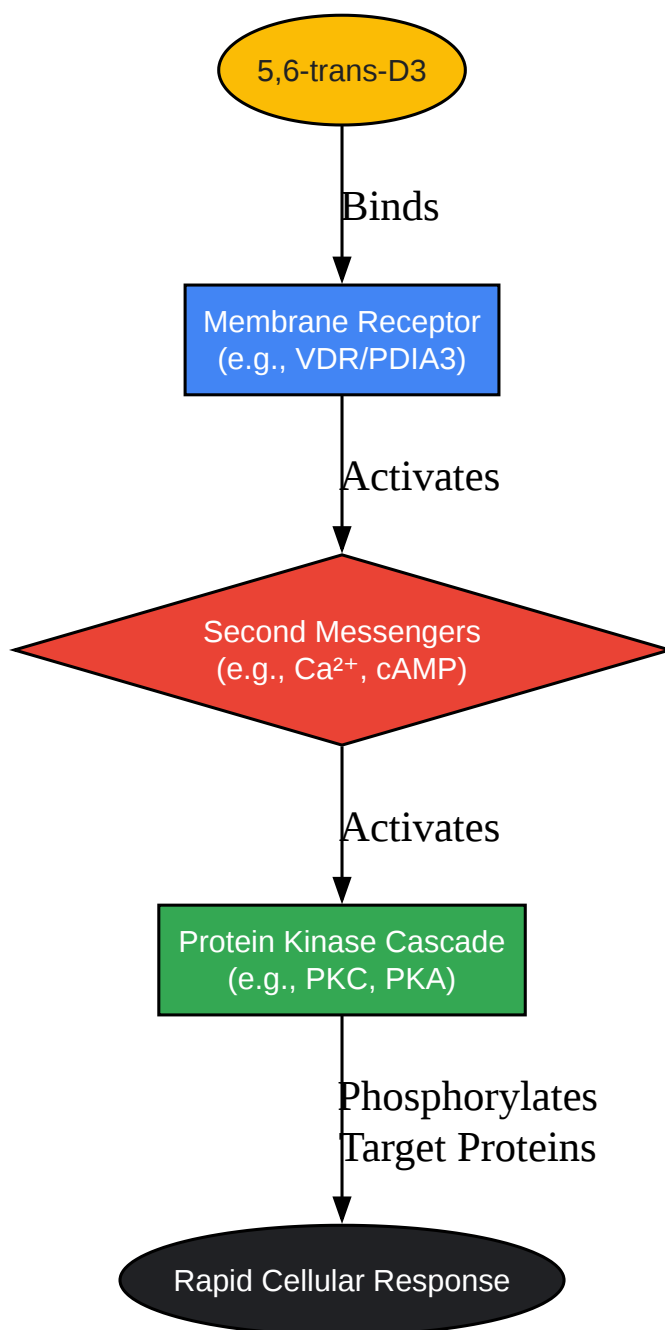 5,6-trans-D3
Binds
Membrane Receptor
(e.g., VDR/PDIA3)
Activates
Second Messengers
(e.g., Ca²⁺, cAMP)
Activates
Protein Kinase Cascade
(e.g., PKC, PKA)
Phosphorylates
Target Proteins
Rapid Cellular Response